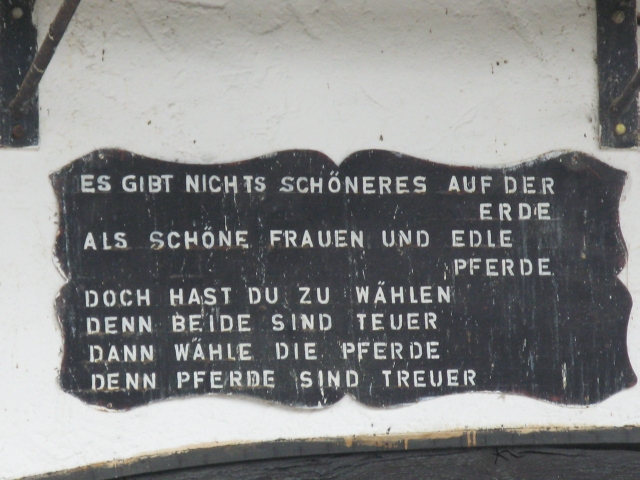 ES GIBT NICHTS SCHÖNERES AUF DER
ERDE
ALS SCHÖNE FRAUEN UND EDLE
PFERDE
DOCH HAST DU ZU WÄHLEN
DENN BEIDE SIND TEUER
DANN WÄHLE DIE PFERDE
DENN PFERDE SIND TREUER